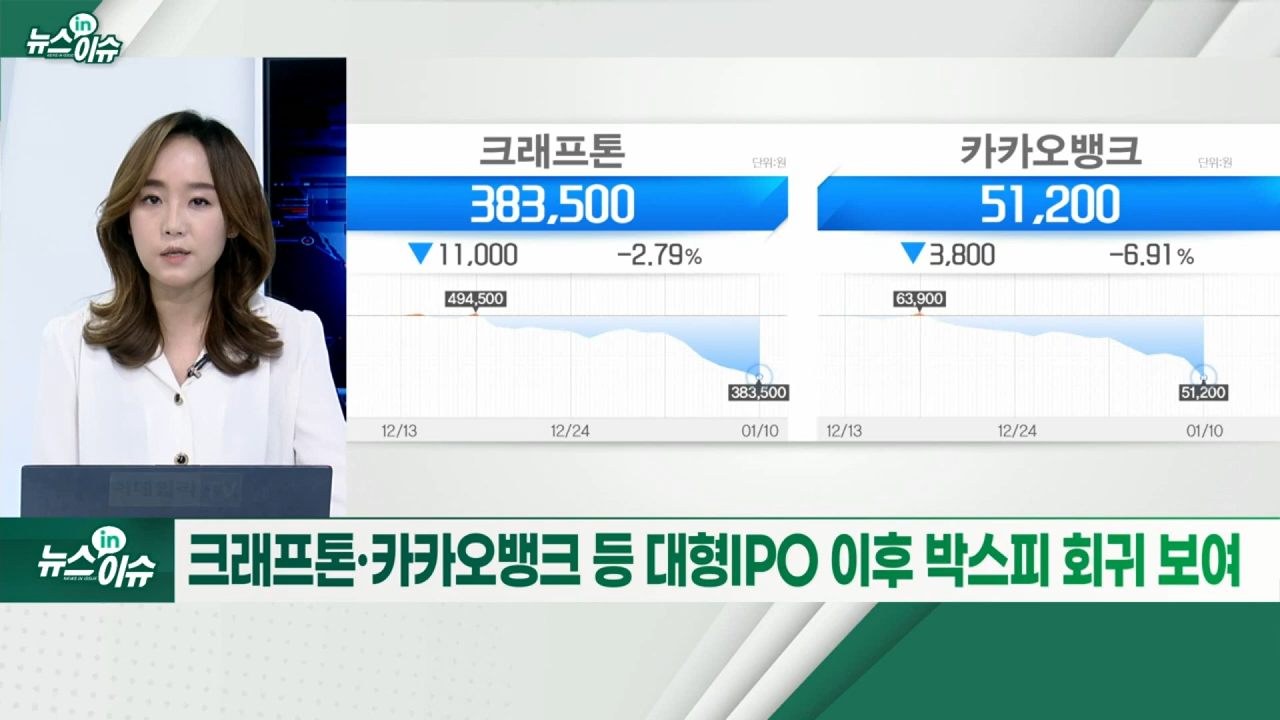 뉴스in이슈
크래프톤
단위:원
383,500
▼11,000 -2.79%
494,500
383,500
12/13 12/24 01/10
카카오뱅크
단위:원
51,200
▼3,800 -6.91%
63,900
51,200
12/13 12/24 01/10
뉴스in이슈
NEWS IN ISSUE
크래프톤·카카오뱅크 등 대형IPO 이후 박스피 회귀 보여